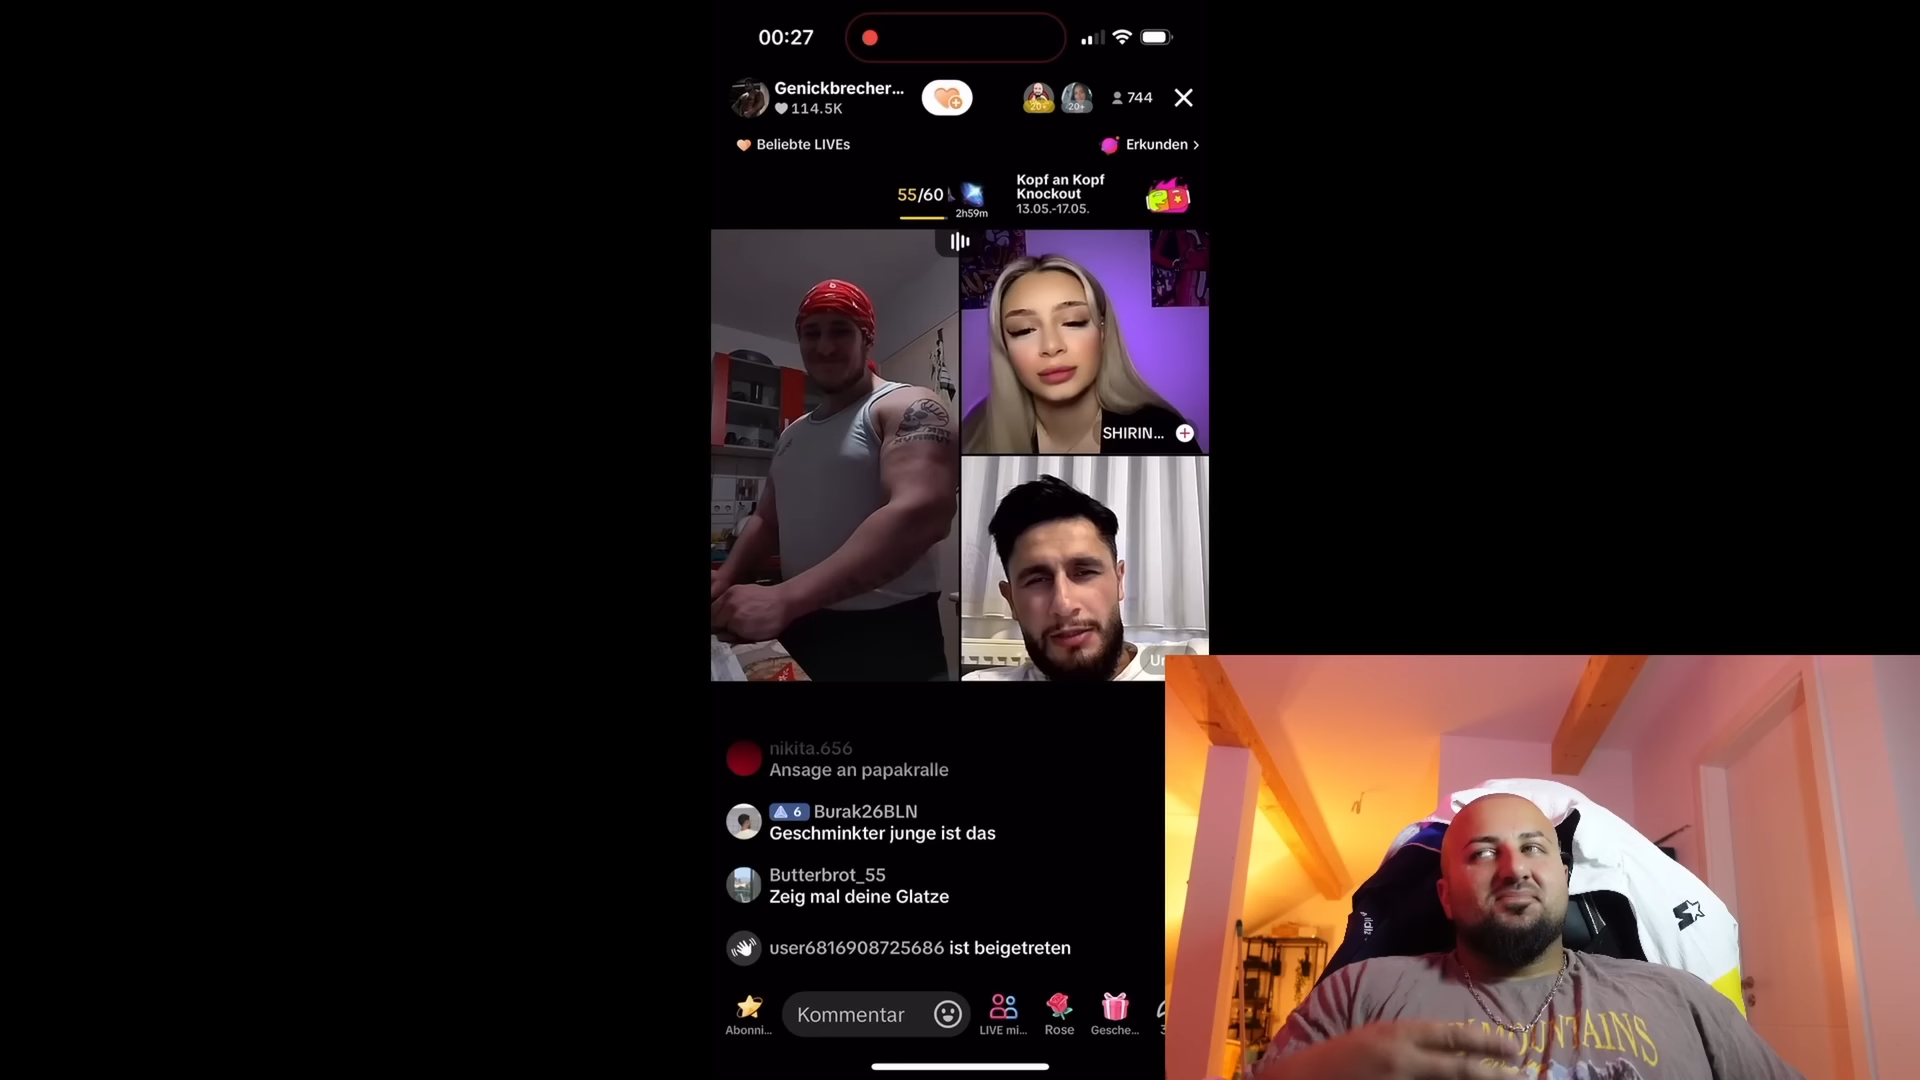 00:27
Genickbrecher...
114.5K
20+
20+
744
Beliebte LIVEs
Erkunden >
55/60
2h59m
Kopf an Kopf
Knockout
13.05.-17.05.
SHIRIN...
nikita.656
Ansage an papakralle
6 Burak26BLN
Geschminkter junge ist das
Butterbrot_55
Zeig mal deine Glatze
user6816908725686 ist beigetreten
Abonni...
Kommentar
LIVE mi...
Rose
Gesche...